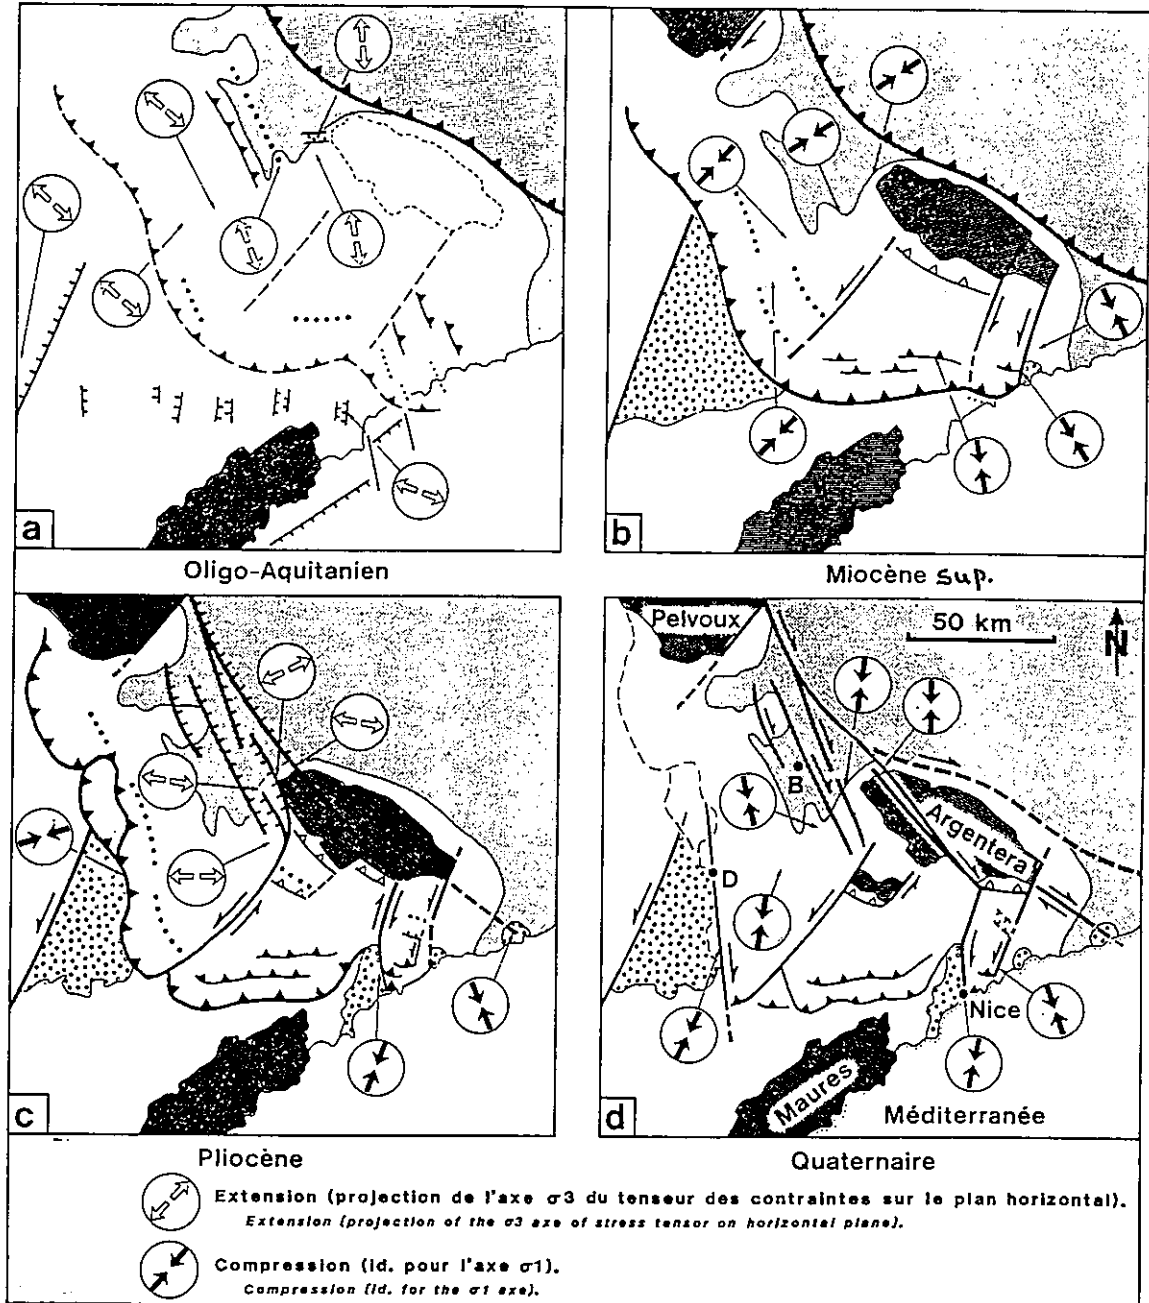 a
Oligo-Aquitanien
b
Miocène sup.
c
Pliocène
Pelvoux
50 km
N
B
Argentera
D
Nice
Maures
d
Méditerranée
Quaternaire
Extension (projection de l'axe σ3 du tenseur des contraintes sur le plan horizontal).
Extension (projection of the σ3 axe of stress tensor on horizontal plane).
Compression (id. pour l'axe σ1).
Compression (id. for the σ1 axe).